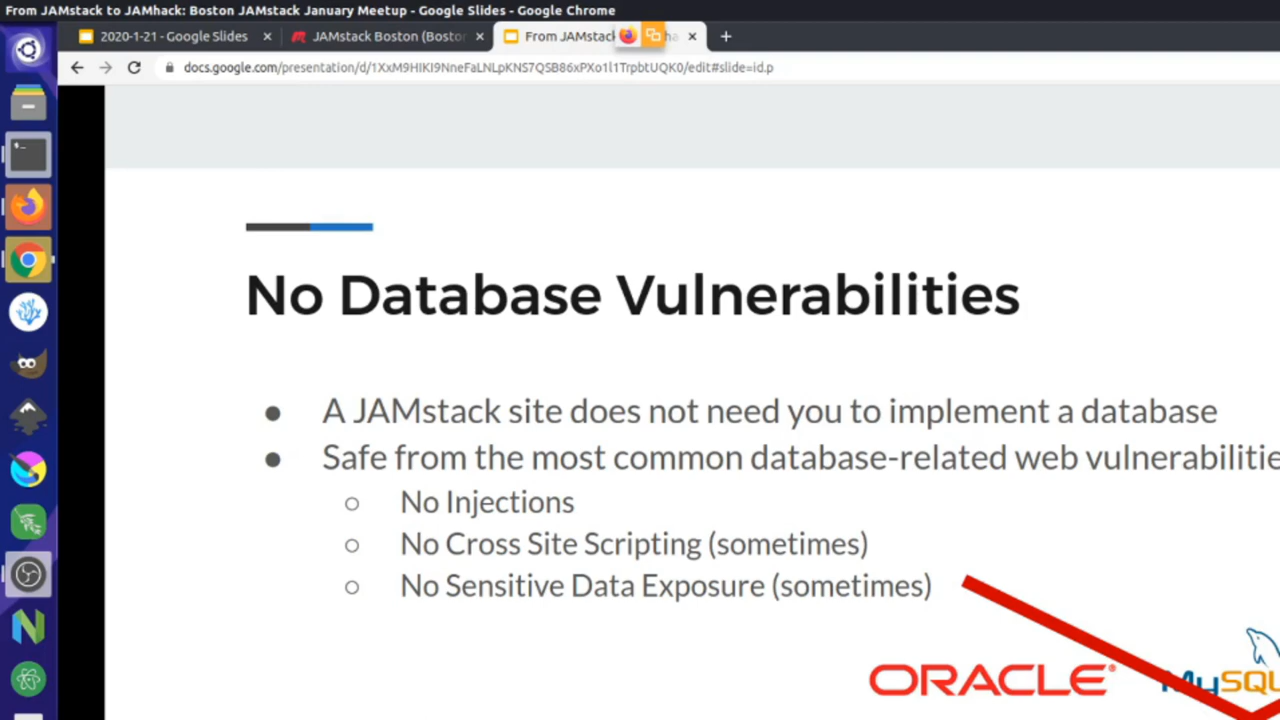 From JAMstack to JAMhack: Boston JAMstack January Meetup - Google Slides - Google Chrome
2020-1-21 - Google Slides
JAMstack Boston (Bosto
From JAMstac
docs.google.com/presentation/d/1XxM9HIKI9NneFaLNLpKNS7QSB86xPXo1l1TrpbtUQK0/edit#slide=id.p
No Database Vulnerabilities
● A JAMstack site does not need you to implement a database
● Safe from the most common database-related web vulnerabilitie
○ No Injections
○ No Cross Site Scripting (sometimes)
○ No Sensitive Data Exposure (sometimes)
ORACLE®
MySQL